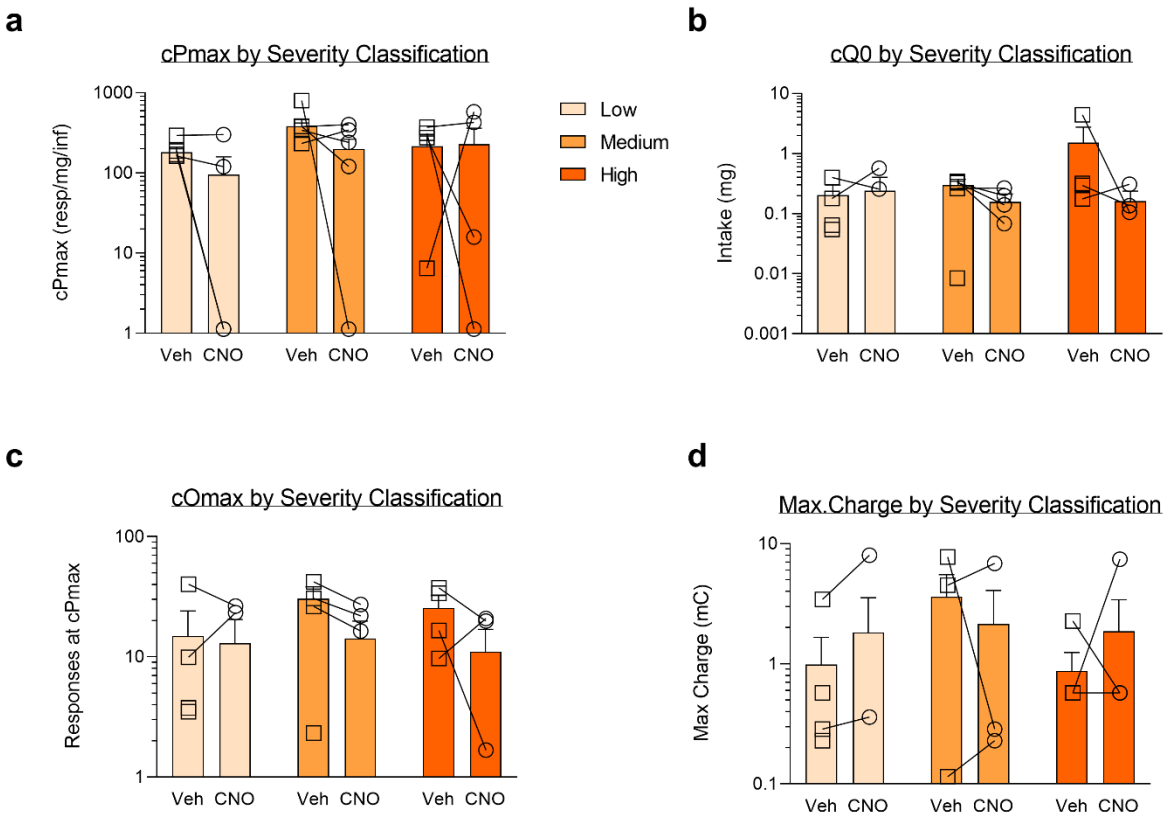 a
cPmax by Severity Classification
cPmax (resp/mg/inf)
1000
100
10
1
Veh CNO Veh CNO Veh CNO
Low
Medium
High
b
cQ0 by Severity Classification
Intake (mg)
10
1
0.1
0.01
0.001
Veh CNO Veh CNO Veh CNO
c
cOmax by Severity Classification
Responses at cPmax
100
10
1
Veh CNO Veh CNO Veh CNO
d
Max.Charge by Severity Classification
Max Charge (mC)
10
1
0.1
Veh CNO Veh CNO Veh CNO